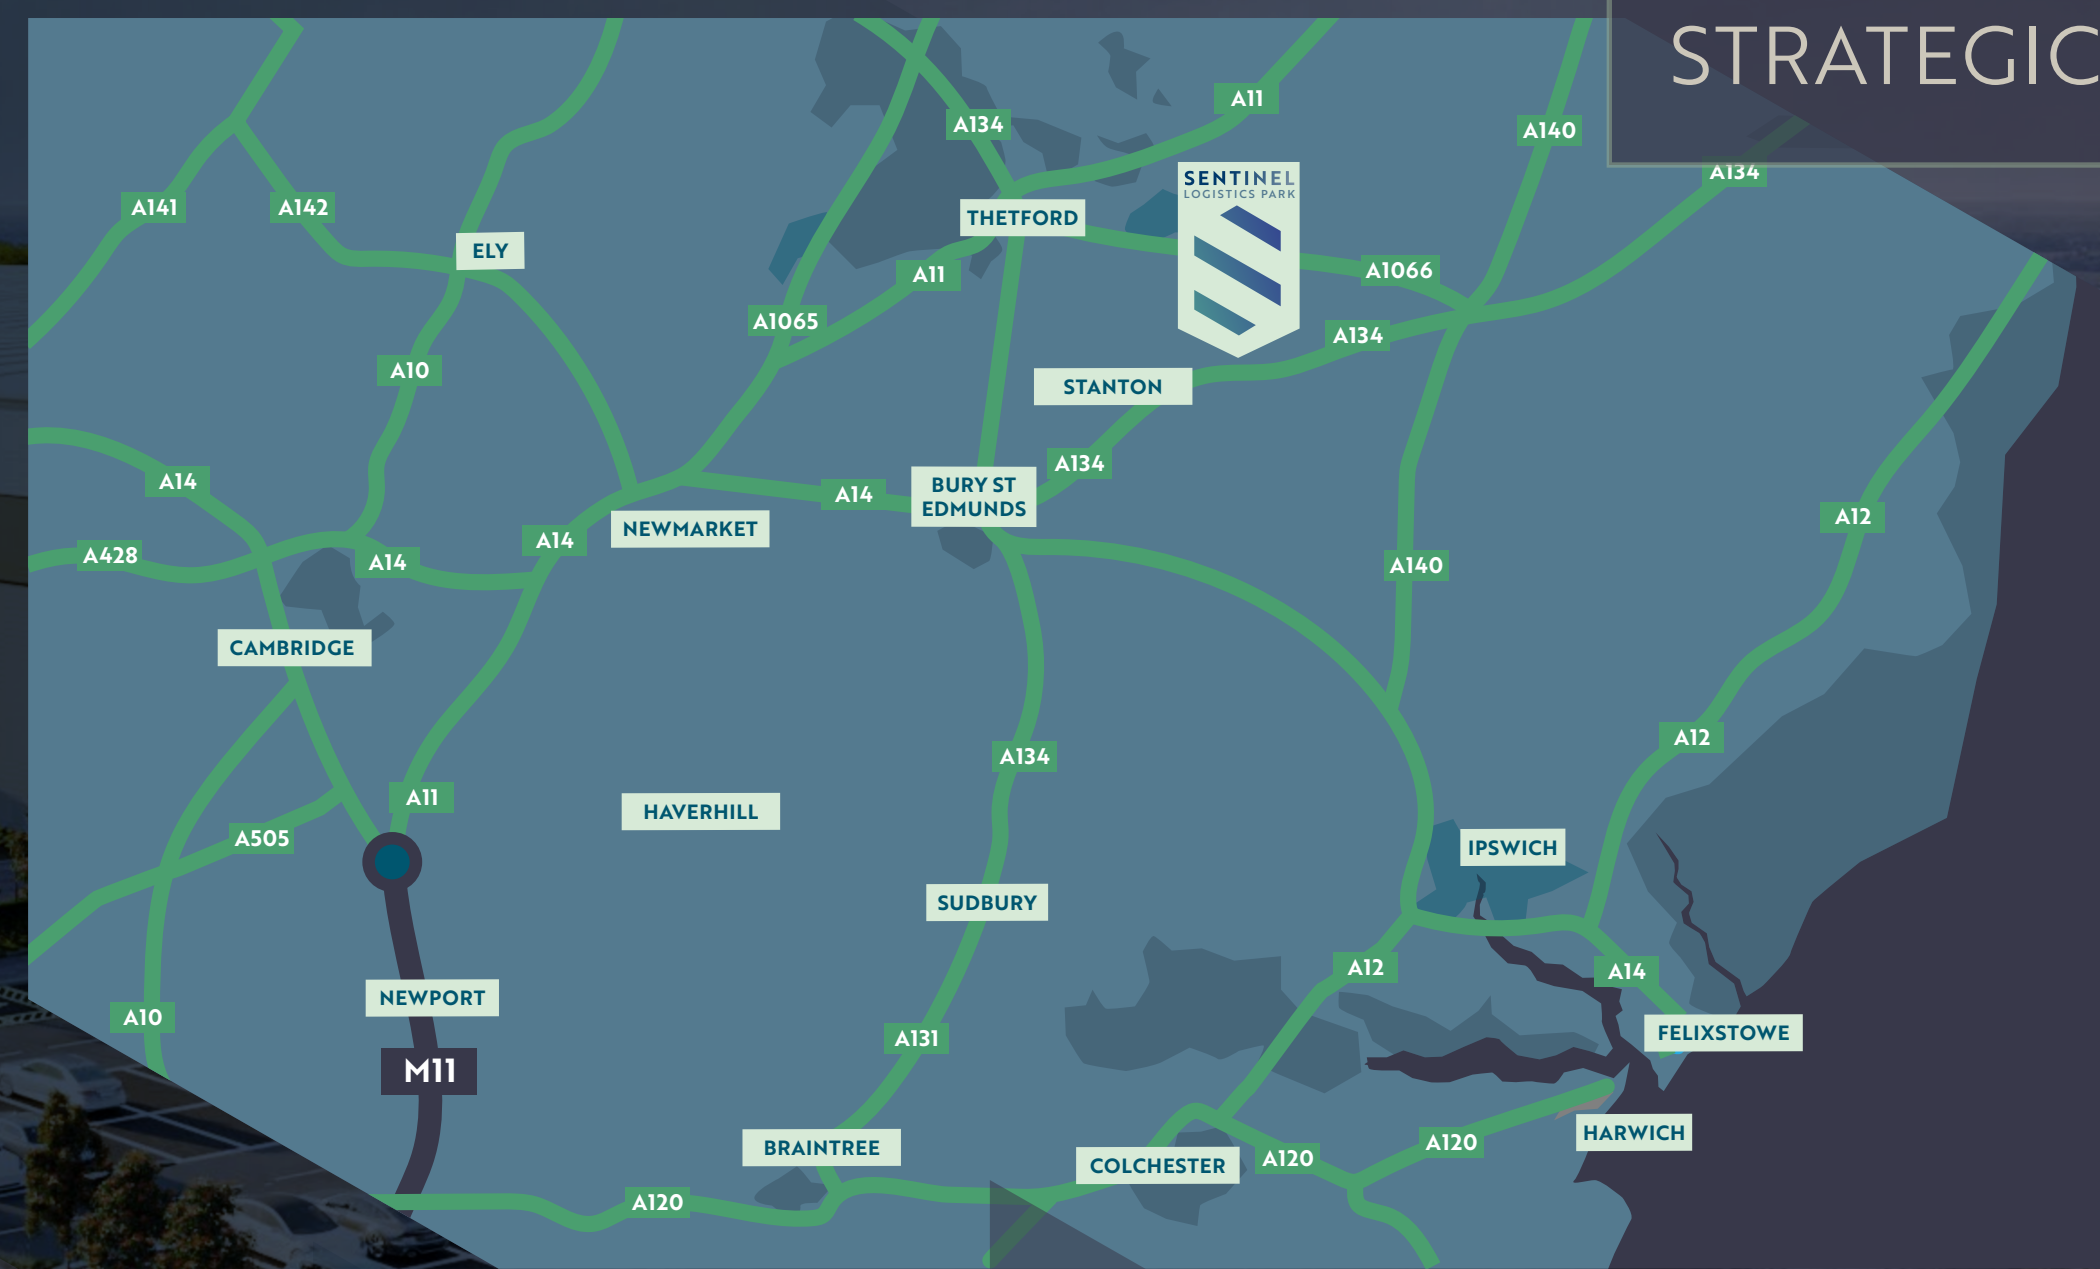 STRATEGIC
A11
A134
A140
A134
SENTINEL
LOGISTICS PARK
A141
A142
THETFORD
ELY
A11
A1066
A1065
A134
A10
STANTON
A134
A14
BURY ST
EDMUNDS
A14
A12
NEWMARKET
A14
A428
A14
A140
CAMBRIDGE
A12
A134
A11
HAVERHILL
A505
IPSWICH
SUDBURY
A12
A14
NEWPORT
A10
FELIXSTOWE
A131
M11
HARWICH
A120
BRAINTREE
A120
COLCHESTER
A120